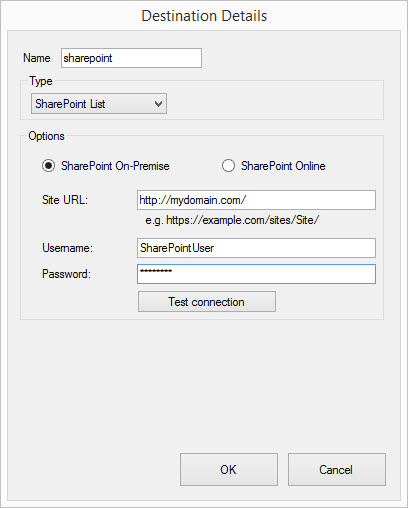 Destination Details
Name sharepoint
Type
SharePoint List
Options
SharePoint On-Premise SharePoint Online
Site URL: http://mydomain.com/
e.g. https://example.com/sites/Site/
Username: SharePointUser
Password: ********
Test connection
OK Cancel